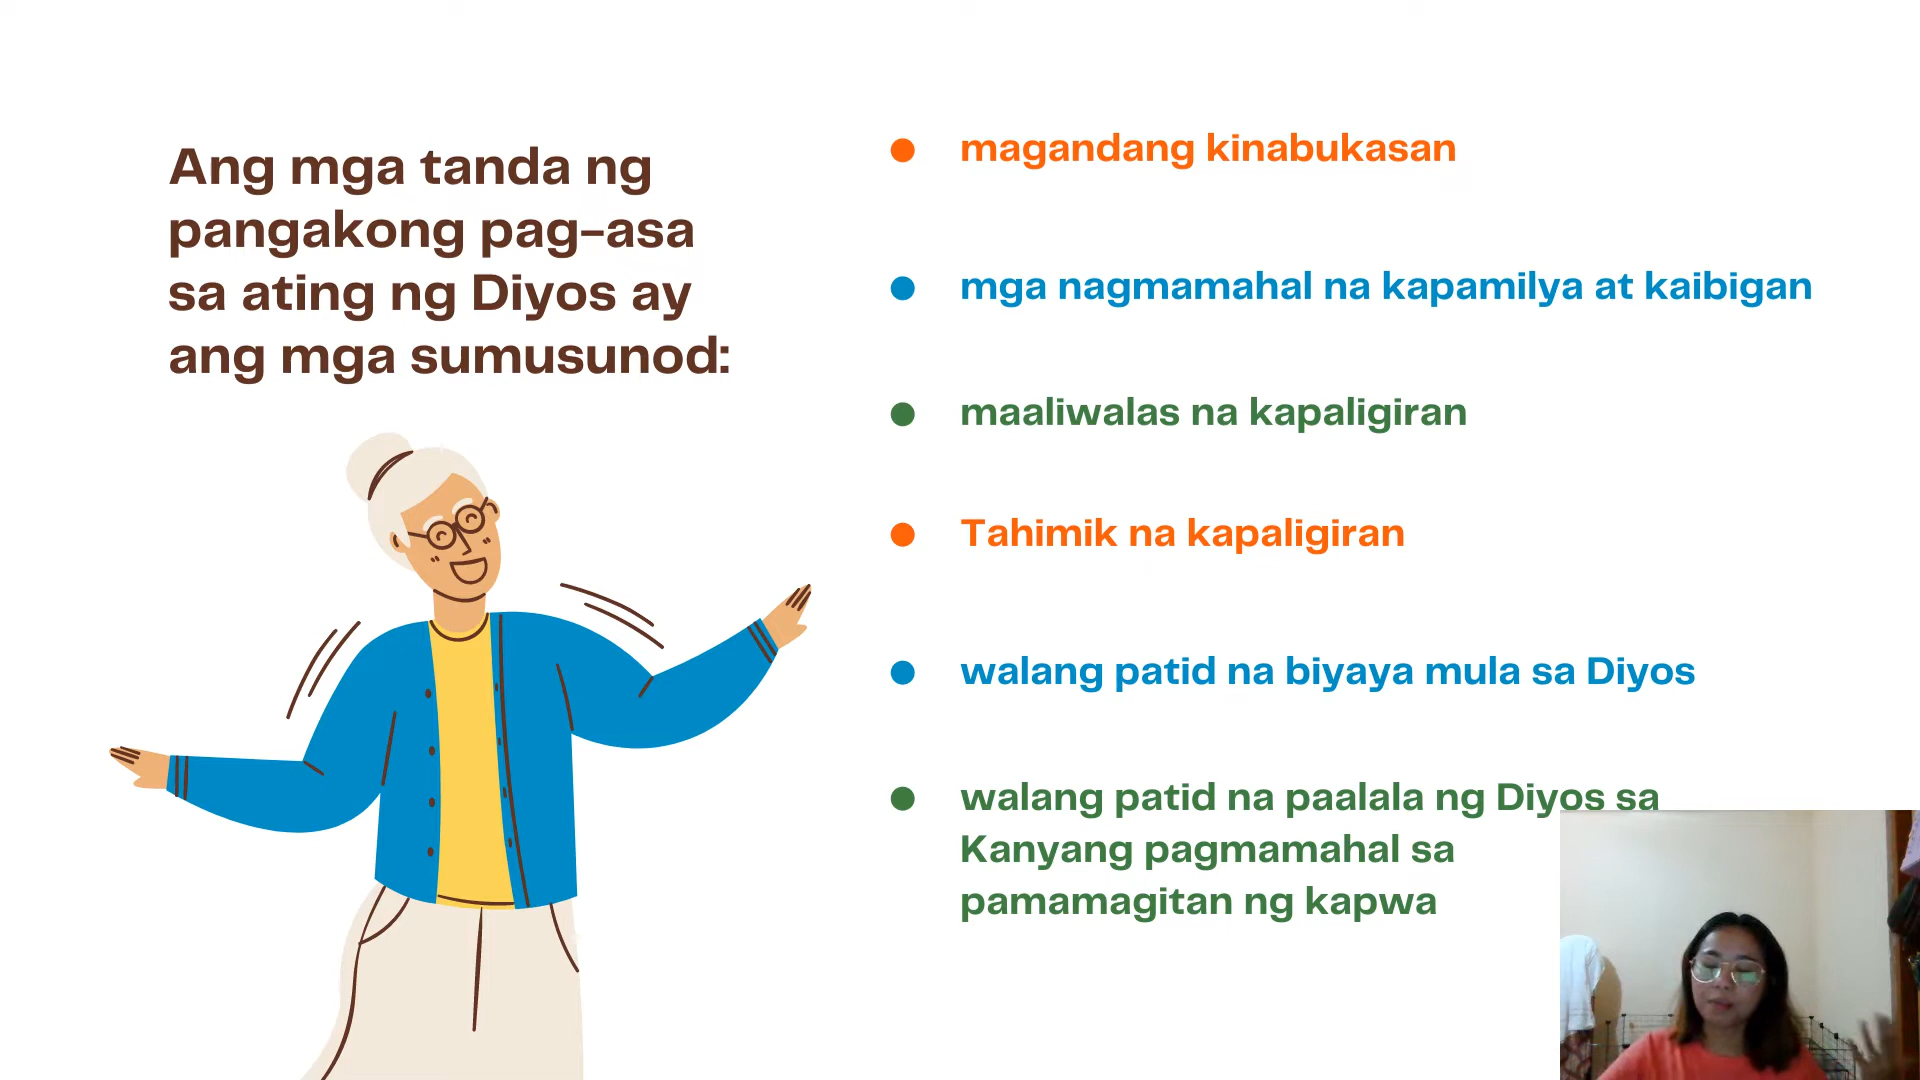 Ang mga tanda ng
pangakong pag-asa
sa ating ng Diyos ay
ang mga sumusunod:
magandang kinabukasan
mga nagmamahal na kapamilya at kaibigan
maaliwalas na kapaligiran
Tahimik na kapaligiran
walang patid na biyaya mula sa Diyos
walang patid na paalala ng Diyos sa
Kanyang pagmamahal sa
pamamagitan ng kapwa